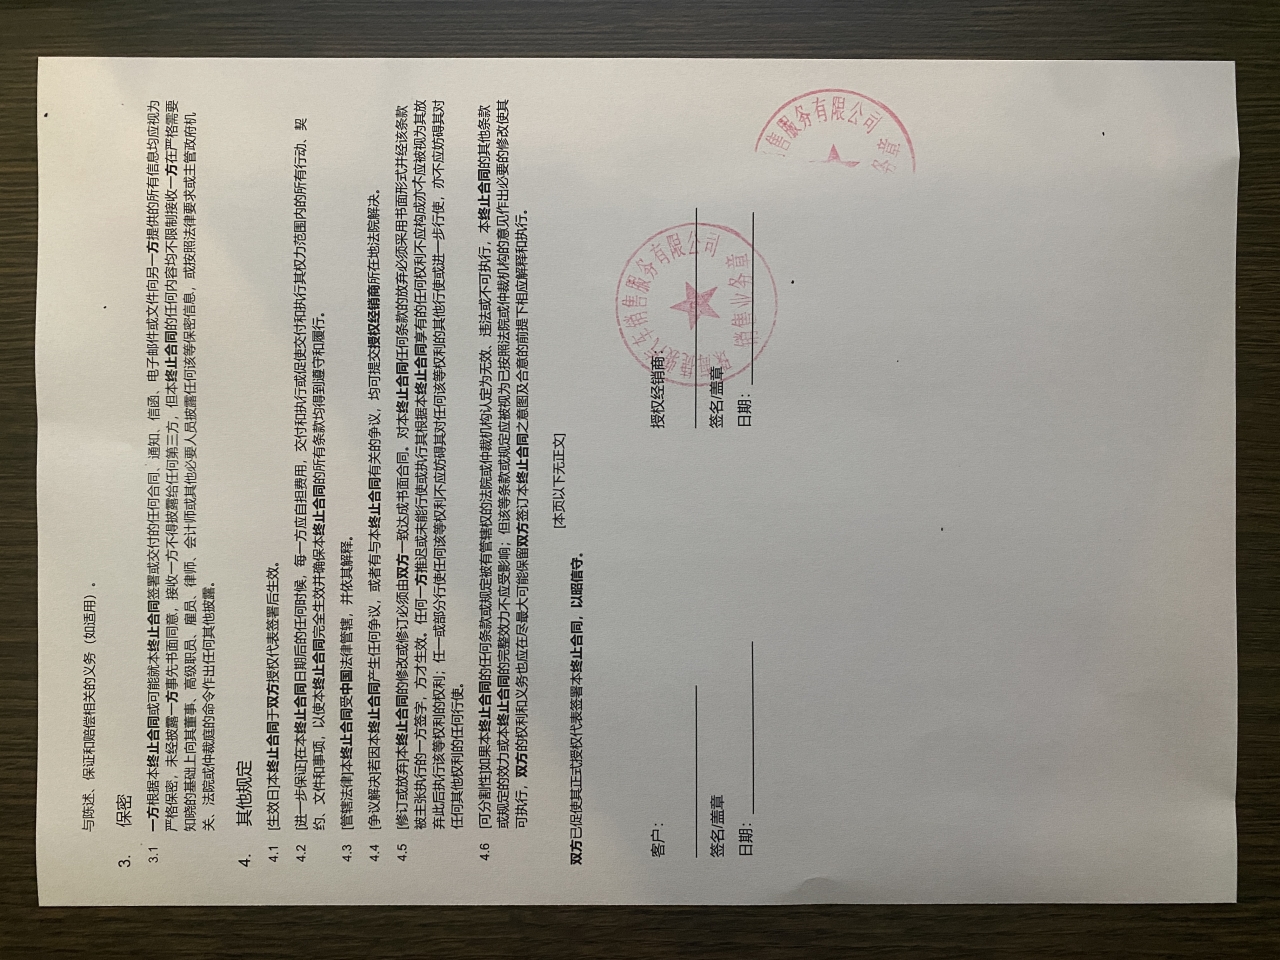 与陈述、保证和赔偿相关的义务（如适用）。
3. 保密
3.1 一方根据本终止合同或可能就本终止合同签署或交付的任何合同、通知、信函、电子邮件或文件向另一方提供的所有信息均应视为
严格保密，未经披露一方事先书面同意，接收一方不得披露给任何第三方，但本终止合同的任何内容均不限制接收一方在严格需要
知晓的基础上向其董事、高级职员、雇员、律师、会计师或其他必要人员披露任何该等保密信息，或按照法律要求或主管政府机
关、法院或仲裁庭的命令作出任何其他披露。
4. 其他规定
4.1 [生效日]本终止合同于双方授权代表签署后生效。
4.2 [进一步保证]在本终止合同日期后的任何时候，每一方应自担费用，交付和执行或促使交付和执行其权力范围内的所有行动、契
约、文件和事项，以使本终止合同完全生效并确保本终止合同的所有条款均得到遵守和履行。
4.3 [管辖法律]本终止合同受中国法律管辖，并依其解释。
4.4 [争议解决]若因本终止合同产生任何争议，或者有与本终止合同有关的争议，均可提交授权经销商所在地法院解决。
4.5 [修订或放弃]本终止合同的修改或修订必须由双方一致达成书面合同。对本终止合同任何条款的放弃必须采用书面形式并经该条款
被主张执行的一方签字，方才生效。任何一方推迟或未能行使或执行其根据本终止合同享有的任何权利不应构成亦不应被视为其放
弃此后执行该等权利的权利；任一或部分行使任何该等权利不应妨碍其对任何该等权利的其他行使或进一步行使，亦不应妨碍其对
任何其他权利的任何行使。
4.6 [可分割性]如果本终止合同的任何条款或规定被有管辖权的法院或仲裁机构认定为无效、违法或不可执行，本终止合同的其他条款
或规定的效力或本终止合同的完整效力不应受影响；但该等条款或规定应被视为已按照法院或仲裁机构的意见作出必要的修改使其
可执行，双方的权利和义务也应在尽最大可能保留双方签订本终止合同之意图及合意的前提下相应解释和执行。
[本页以下无正文]
双方已促使其正式授权代表签署本终止合同，以昭信守。
客户：
签名/盖章
日期：
授权经销商：
签名/盖章
日期：
捷骏汽车销售服务有限公司
销售业务章
售服务有限公司
务章